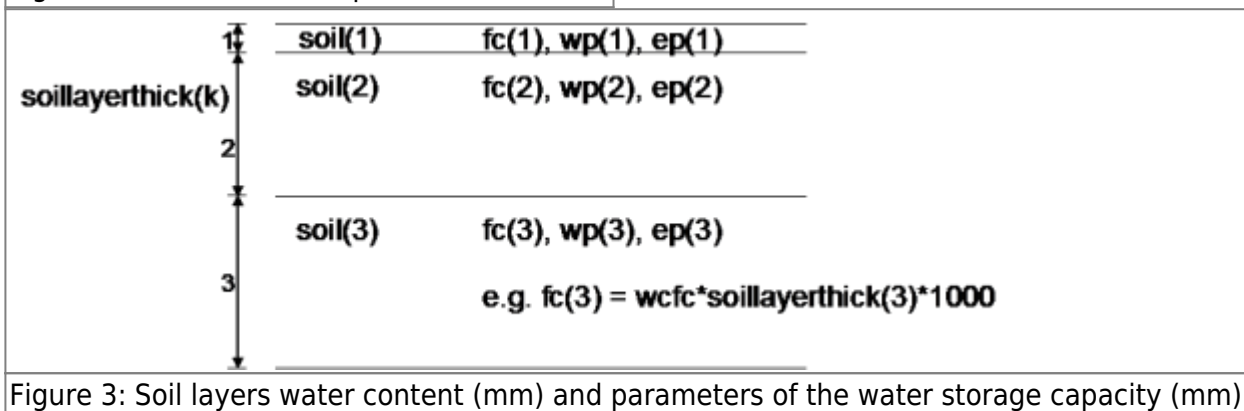 1 soil(1) fc(1), wp(1), ep(1)
soillayerthick(k) soil(2) fc(2), wp(2), ep(2)
2
soil(3) fc(3), wp(3), ep(3)
3 e.g. fc(3) = wcfc*soillayerthick(3)*1000
Figure 3: Soil layers water content (mm) and parameters of the water storage capacity (mm)